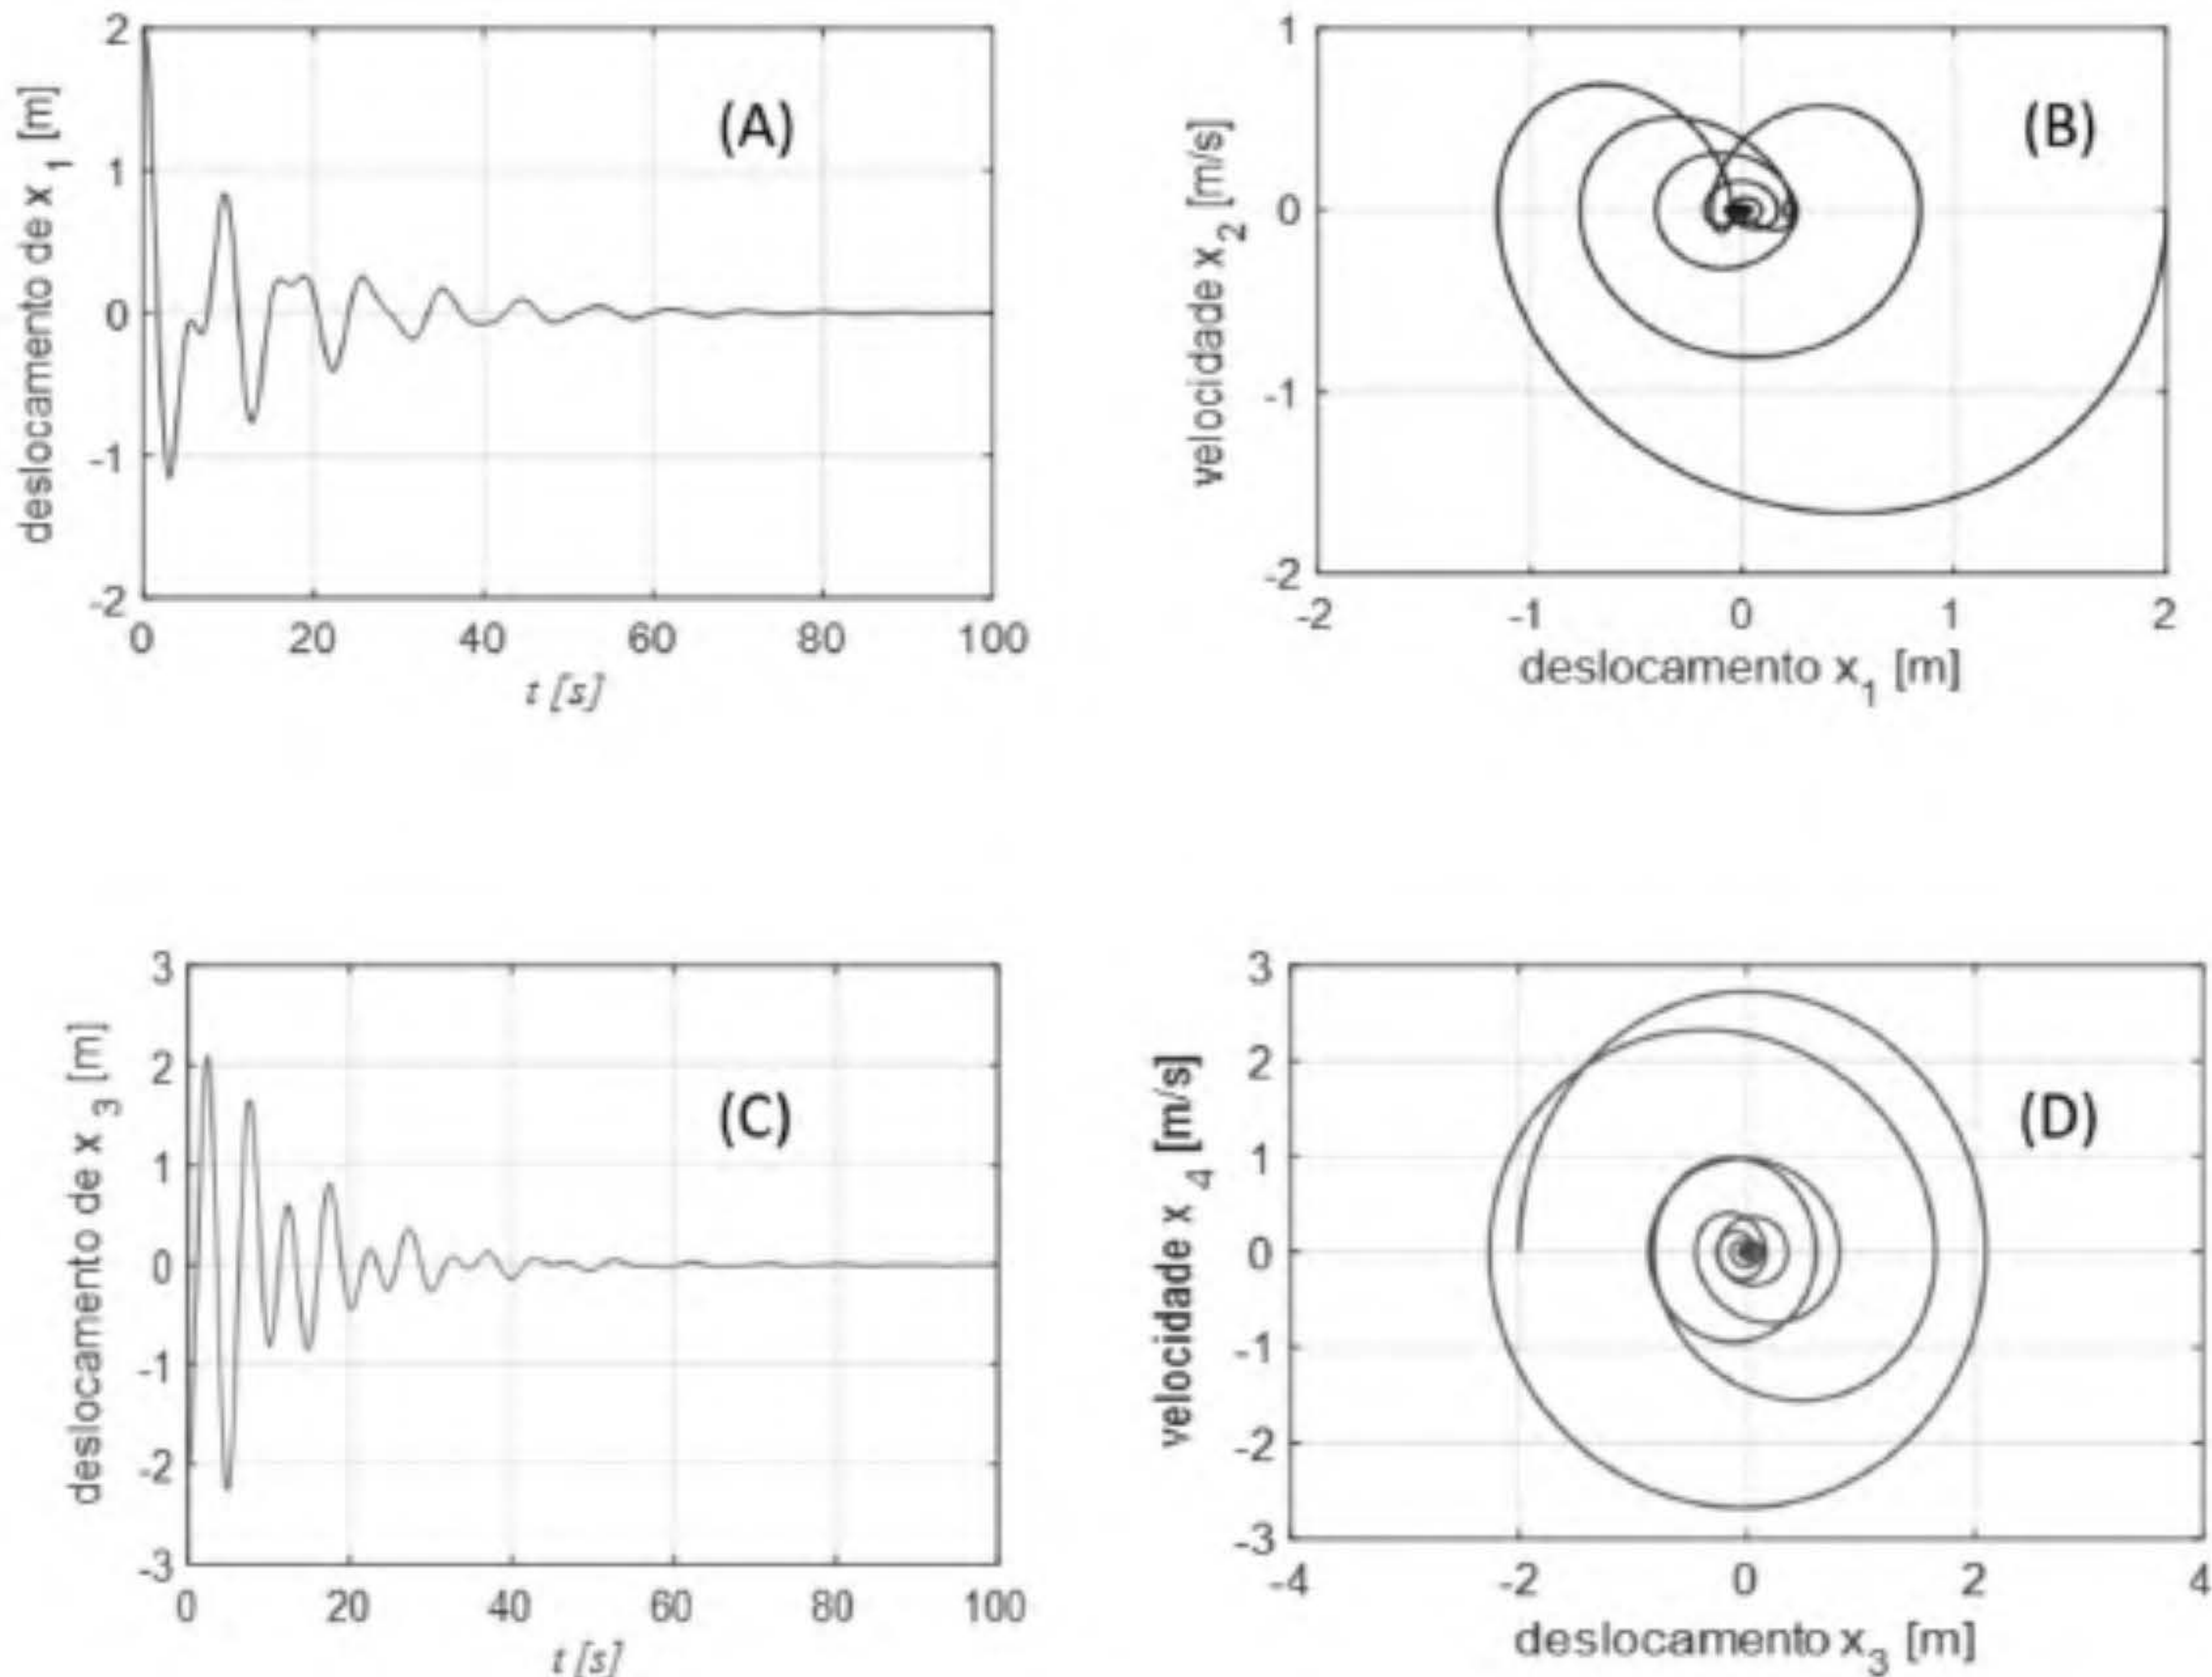 deslocamento de x 1 [m]
2
1
0
-1
-2
0 20 40 60 80 100
t [s]
(A)
velocidade x 2 [m/s]
1
0
-1
-2
-2 -1 0 1 2
deslocamento x1 [m]
(B)
deslocamento de x 3 [m]
3
2
1
0
-1
-2
-3
0 20 40 60 80 100
t [s]
(C)
velocidade x 4 [m/s]
3
2
1
0
-1
-2
-3
-4 -2 0 2 4
deslocamento x3 [m]
(D)